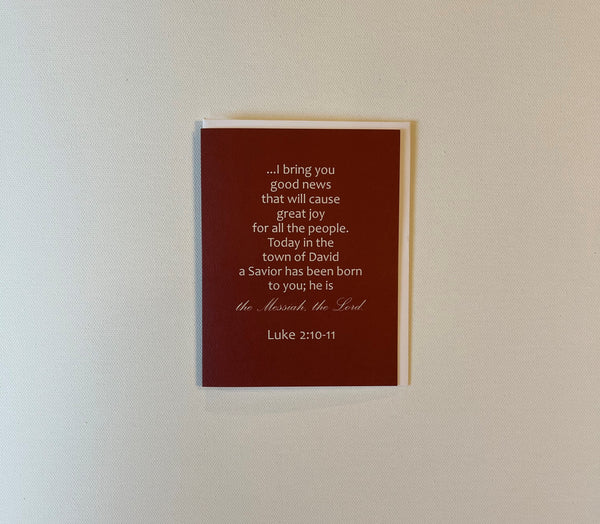 ...I bring you
good news
that will cause
great joy
for all the people.
Today in the
town of David
a Savior has been born
to you; he is
the Messiah, the Lord.
Luke 2:10-11